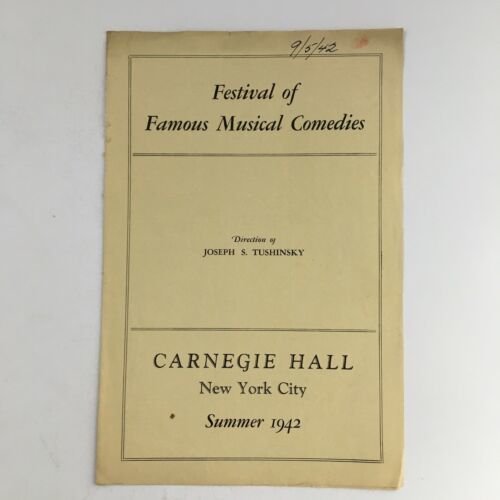 9/5/42
Festival of
Famous Musical Comedies
Direction of
JOSEPH S. TUSHINSKY
CARNEGIE HALL
New York City
Summer 1942